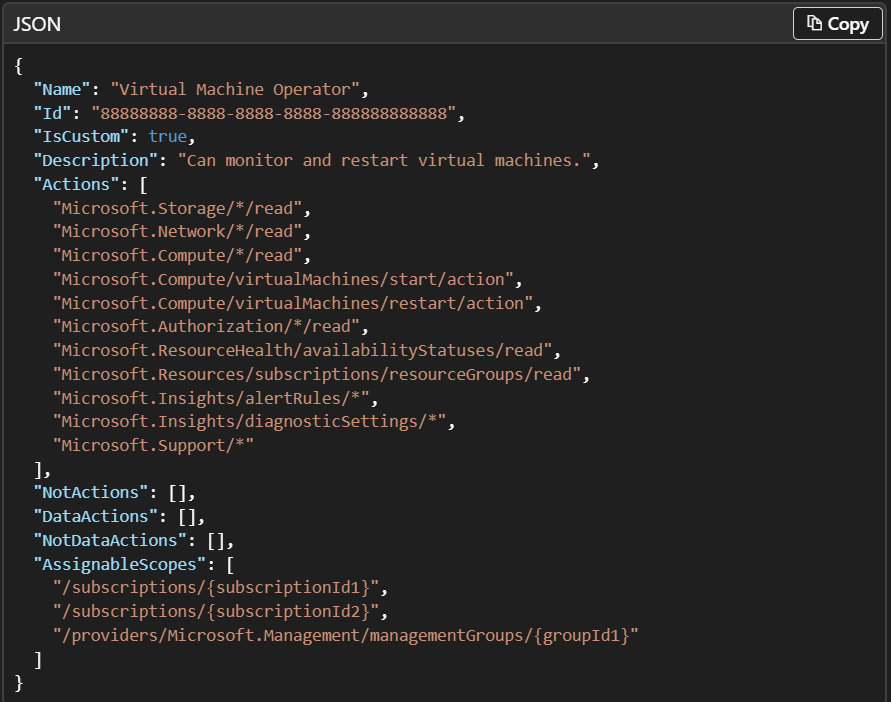 JSON
Copy
{
  "Name": "Virtual Machine Operator",
  "Id": "88888888-8888-8888-8888-888888888888",
  "IsCustom": true,
  "Description": "Can monitor and restart virtual machines.",
  "Actions": [
    "Microsoft.Storage/*/read",
    "Microsoft.Network/*/read",
    "Microsoft.Compute/*/read",
    "Microsoft.Compute/virtualMachines/start/action",
    "Microsoft.Compute/virtualMachines/restart/action",
    "Microsoft.Authorization/*/read",
    "Microsoft.ResourceHealth/availabilityStatuses/read",
    "Microsoft.Resources/subscriptions/resourceGroups/read",
    "Microsoft.Insights/alertRules/*",
    "Microsoft.Insights/diagnosticSettings/*",
    "Microsoft.Support/*"
  ],
  "NotActions": [],
  "DataActions": [],
  "NotDataActions": [],
  "AssignableScopes": [
    "/subscriptions/{subscriptionId1}",
    "/subscriptions/{subscriptionId2}",
    "/providers/Microsoft.Management/managementGroups/{groupId1}"
  ]
}